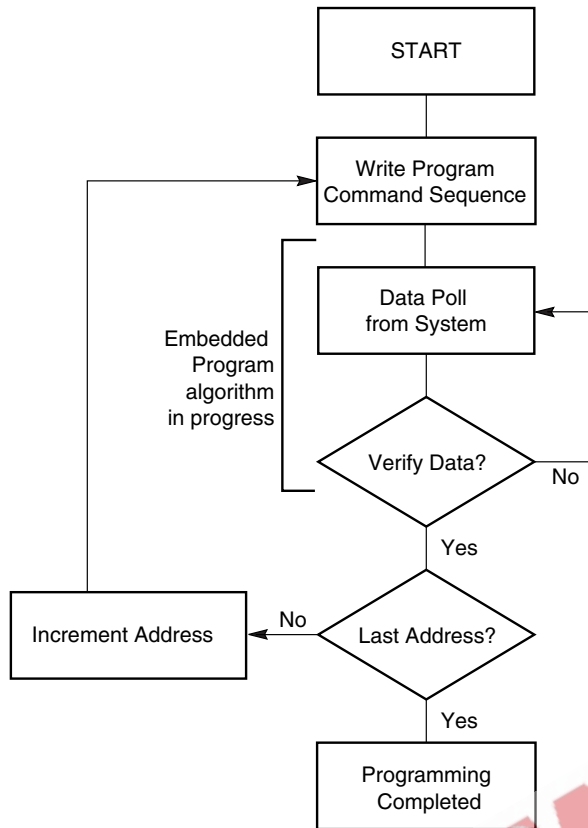 START
Write Program
Command Sequence
Data Poll
from System
Embedded
Program
algorithm
in progress
Verify Data?
No
Yes
No
Increment Address
Last Address?
Yes
Programming
Completed